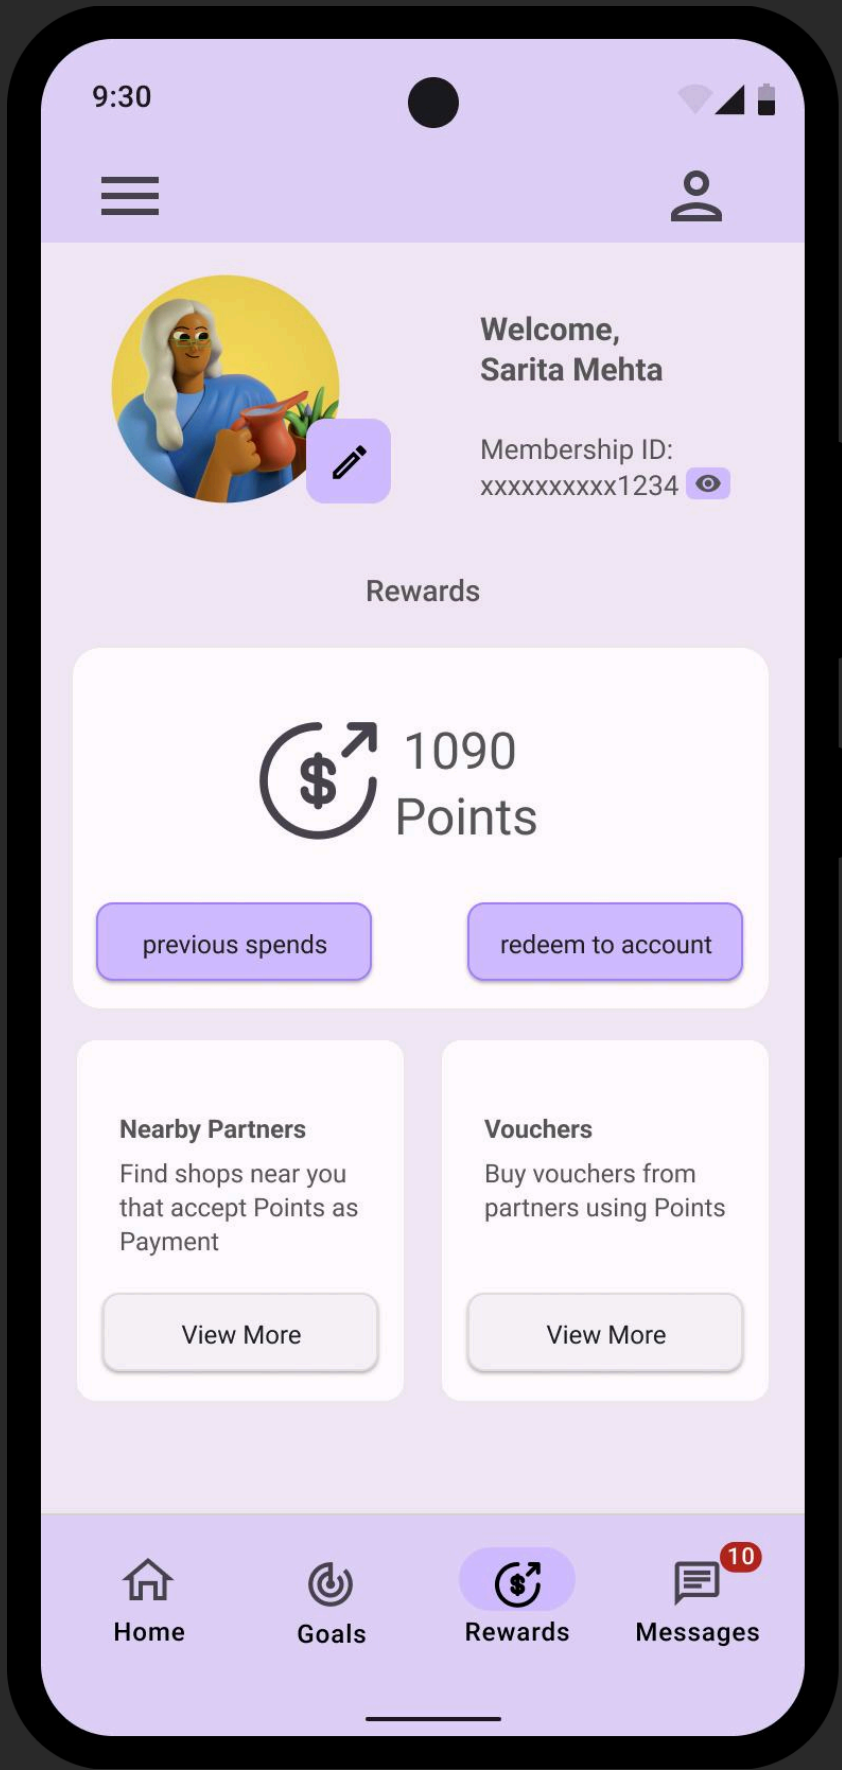 9:30
Welcome,
Sarita Mehta
Membership ID:
xxxxxxxxxx1234
Rewards
$
1090
Points
previous spends
redeem to account
Nearby Partners
Find shops near you
that accept Points as
Payment
View More
Vouchers
Buy vouchers from
partners using Points
View More
Home
Goals
$
Rewards
10
Messages